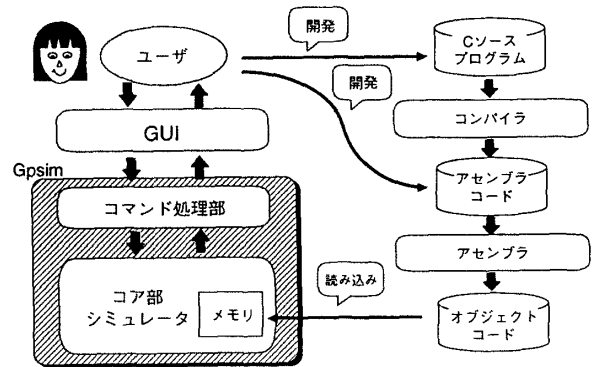 開発
ユーザ
Cソース
プログラム
開発
コンパイラ
GUI
Gpsim
アセンブラ
コード
コマンド処理部
アセンブラ
読み込み
コア部
シミュレータ
メモリ
オブジェクト
コード